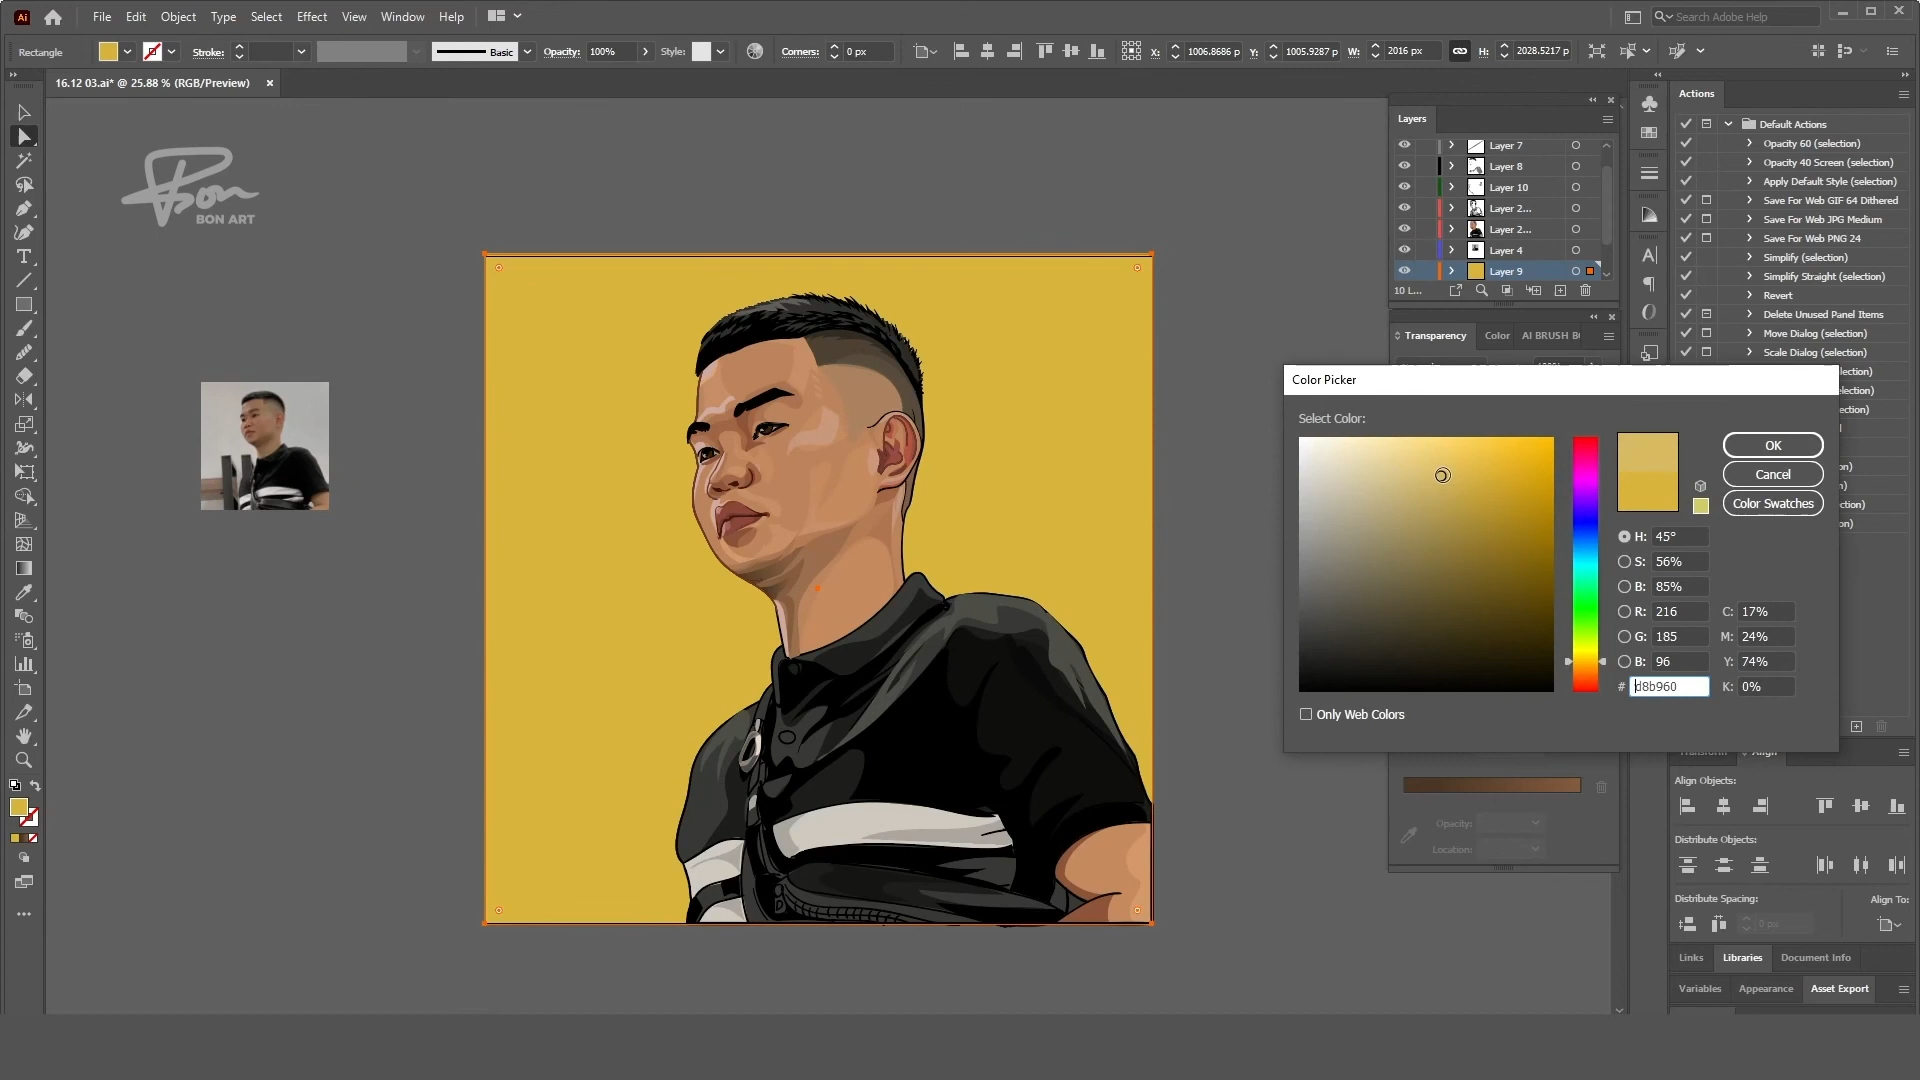 Ai File Edit Object Type Select Effect View Window Help Search Adobe Help
Rectangle Stroke: Basic Opacity: 100% Style: Corners: 0 px X: 1006.8686 p Y: 1005.9287 p W: 2016 px H: 2028.5217 p
16.12 03.ai* @ 25.88 % (RGB/Preview)
Bon
BON ART
Layers
Layer 7
Layer 8
Layer 10
Layer 2...
Layer 2...
Layer 4
Layer 9
10 L...
Transparency Color AI BRUSH B
Actions
Default Actions
Opacity 60 (selection)
Opacity 40 Screen (selection)
Apply Default Style (selection)
Save For Web GIF 64 Dithered
Save For Web JPG Medium
Save For Web PNG 24
Simplify (selection)
Simplify Straight (selection)
Revert
Delete Unused Panel Items
Move Dialog (selection)
Scale Dialog (selection)
Color Picker
Select Color:
OK
Cancel
Color Swatches
H: 45°
S: 56%
B: 85%
R: 216 C: 17%
G: 185 M: 24%
B: 96 Y: 74%
# d8b960 K: 0%
Only Web Colors
Opacity:
Location:
Transform Align
Align Objects:
Distribute Objects:
Distribute Spacing: Align To:
0 px
Links Libraries Document Info
Variables Appearance Asset Export